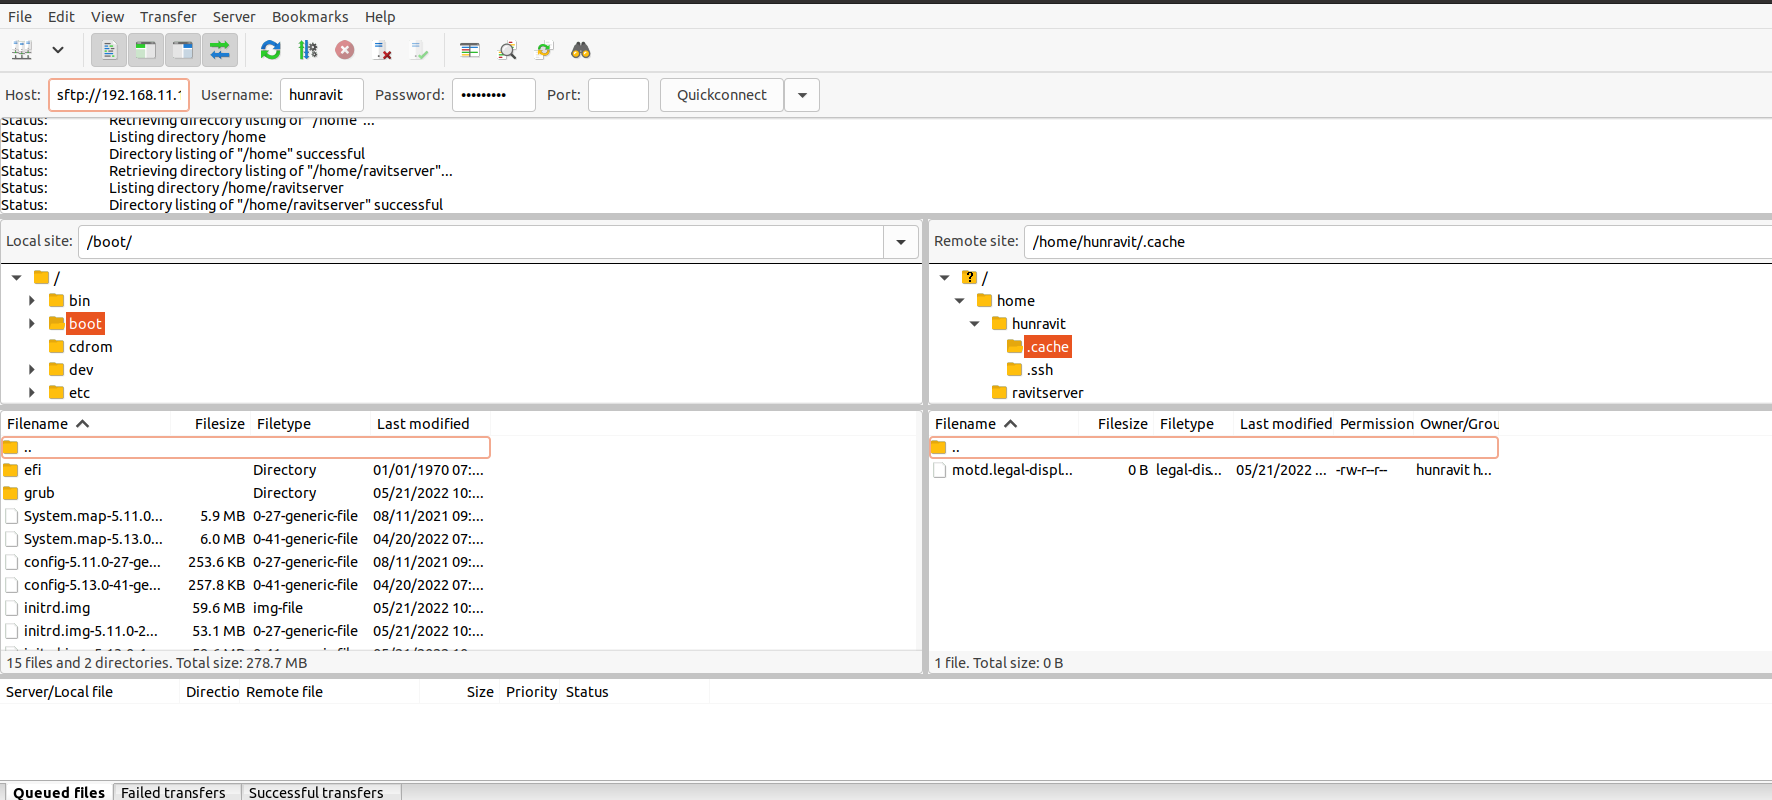 File Edit View Transfer Server Bookmarks Help
Host: sftp://192.168.11.1 Username: hunravit Password: ••••••••• Port: Quickconnect
Status: Retrieving directory listing of "/home"...
Status: Listing directory /home
Status: Directory listing of "/home" successful
Status: Retrieving directory listing of "/home/ravitserver"...
Status: Listing directory /home/ravitserver
Status: Directory listing of "/home/ravitserver" successful
Local site: /boot/
/
bin
boot
cdrom
dev
etc
Filename Filesize Filetype Last modified
..
efi Directory 01/01/1970 07:...
grub Directory 05/21/2022 10:...
System.map-5.11.0... 5.9 MB 0-27-generic-file 08/11/2021 09:...
System.map-5.13.0... 6.0 MB 0-41-generic-file 04/20/2022 07:...
config-5.11.0-27-ge... 253.6 KB 0-27-generic-file 08/11/2021 09:...
config-5.13.0-41-ge... 257.8 KB 0-41-generic-file 04/20/2022 07:...
initrd.img 59.6 MB img-file 05/21/2022 10:...
initrd.img-5.11.0-2... 53.1 MB 0-27-generic-file 05/21/2022 10:...
15 files and 2 directories. Total size: 278.7 MB
Remote site: /home/hunravit/.cache
/
home
hunravit
.cache
.ssh
ravitserver
Filename Filesize Filetype Last modified Permission Owner/Grou
..
motd.legal-displ... 0 B legal-dis... 05/21/2022 ... -rw-r--r-- hunravit h...
1 file. Total size: 0 B
Server/Local file Directio Remote file Size Priority Status
Queued files Failed transfers Successful transfers